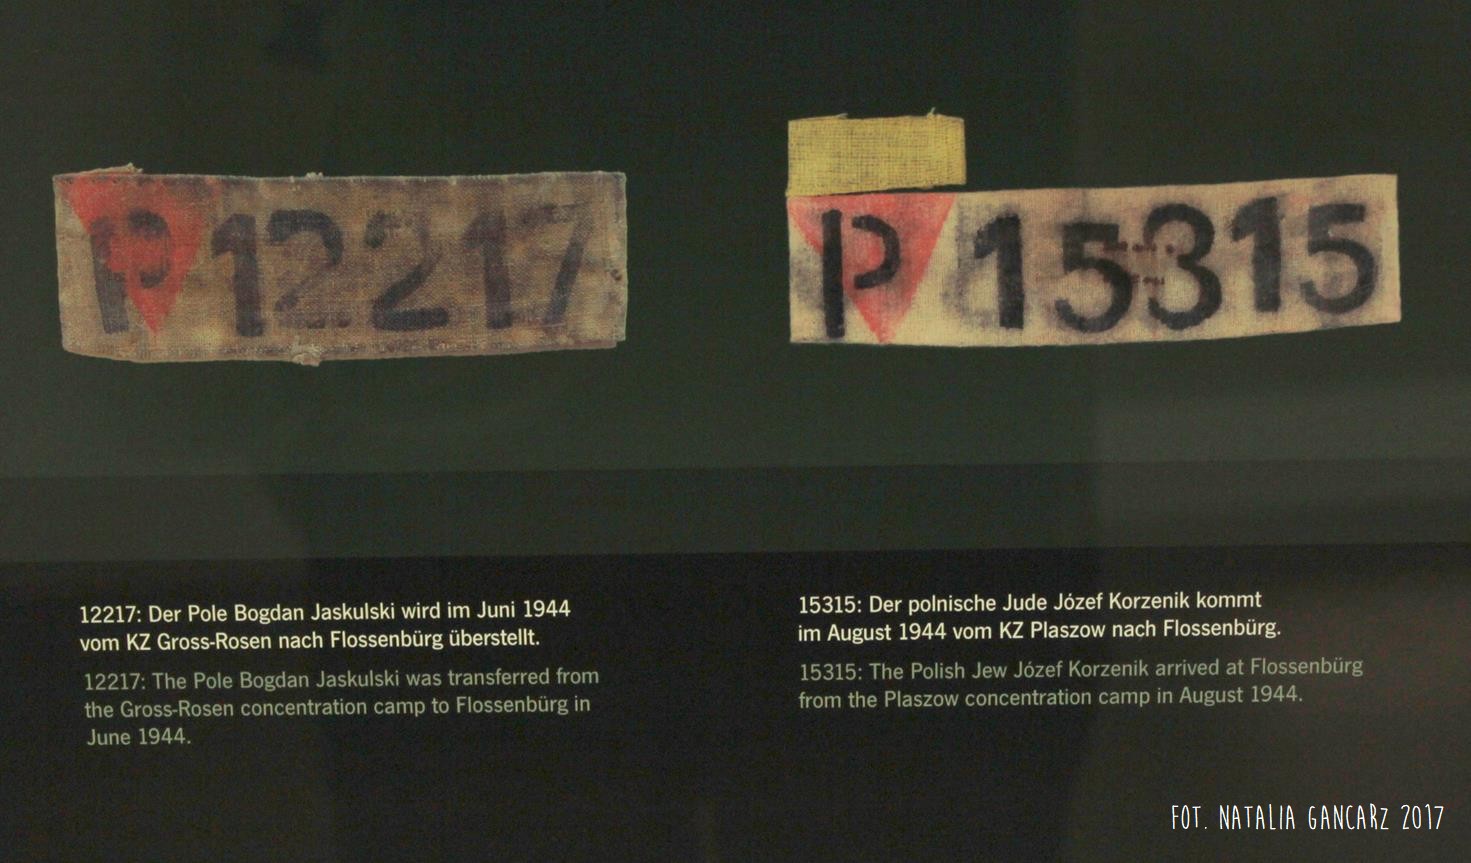 P 12217
P 15315
12217: Der Pole Bogdan Jaskulski wird im Juni 1944
vom KZ Gross-Rosen nach Flossenbürg überstellt.
12217: The Pole Bogdan Jaskulski was transferred from
the Gross-Rosen concentration camp to Flossenbürg in
June 1944.
15315: Der polnische Jude Józef Korzenik kommt
im August 1944 vom KZ Plaszow nach Flossenbürg.
15315: The Polish Jew Józef Korzenik arrived at Flossenbürg
from the Plaszow concentration camp in August 1944.
FOT. NATALIA GANCARZ 2017